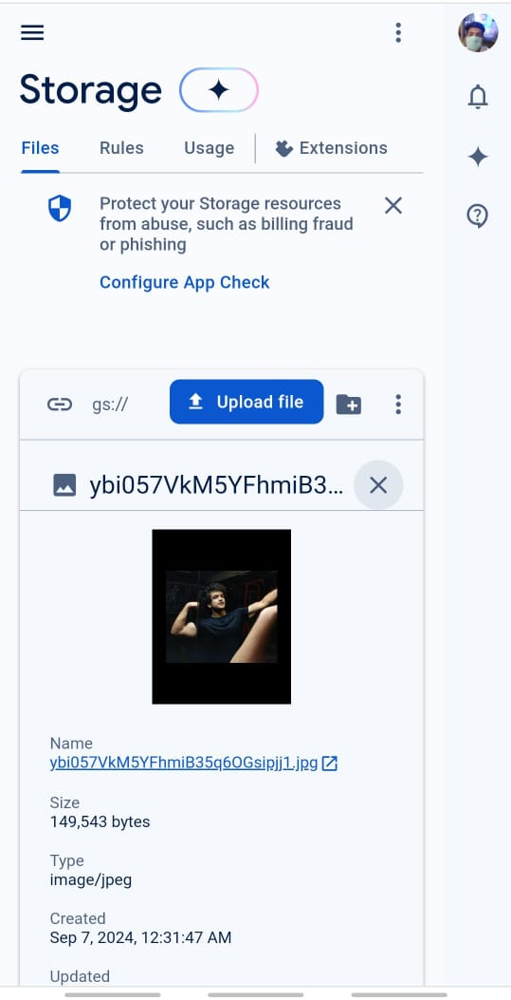 Storage
Files Rules Usage Extensions
Protect your Storage resources
from abuse, such as billing fraud
or phishing
Configure App Check
gs:// Upload file
ybi057VkM5YFhmiB3...
Name
ybi057VkM5YFhmiB35q6OGsipjj1.jpg
Size
149,543 bytes
Type
image/jpeg
Created
Sep 7, 2024, 12:31:47 AM
Updated